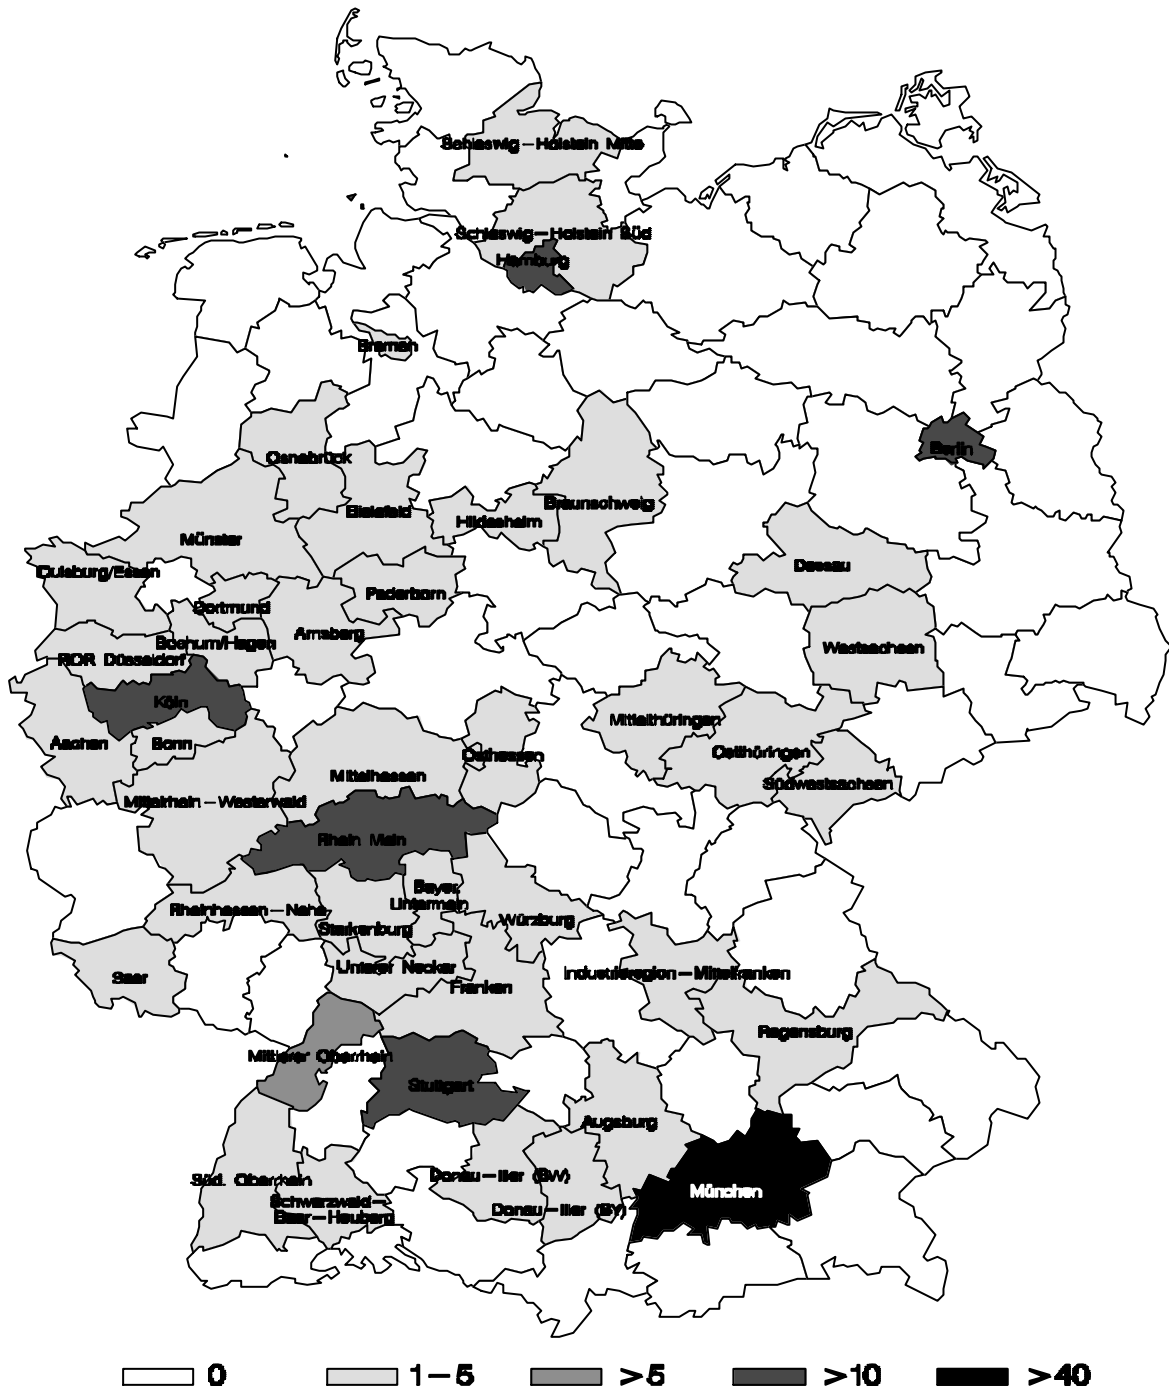 Schleswig-Holstein Mitte
Schleswig-Holstein Süd
Hamburg
Bremen
Berlin
Osnabrück
Braunschweig
Bielefeld
Hildesheim
Münster
Dessau
Duisburg/Essen
Paderborn
Dortmund
Arnsberg
Bochum/Hagen
Westsachsen
ROR Düsseldorf
Köln
Mittelthüringen
Aachen
Bonn
Osthessen
Ostthüringen
Mittelhessen
Südwestsachsen
Mittelrhein-Westerwald
Rhein Main
Bayer.
Untermain
Rheinhessen-Nahe
Würzburg
Starkenburg
Unterer Neckar
Industrieregion-Mittelfranken
Saar
Franken
Regensburg
Mittlerer Oberrhein
Stuttgart
Augsburg
Donau-Iller (BW)
Süd. Oberrhein
München
Schwarzwald-
Baar-Heuberg
Donau-Iller (BY)
0
1-5
>5
>10
>40